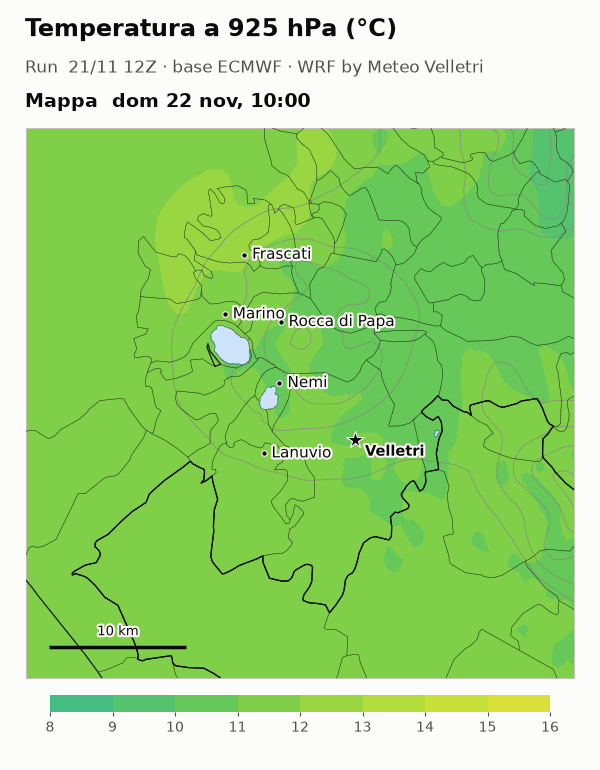 Temperatura a 925 hPa (°C)
Run  21/11 12Z · base ECMWF · WRF by Meteo Velletri
Mappa  dom 22 nov, 10:00
Frascati
Marino
Rocca di Papa
Nemi
Velletri
Lanuvio
10 km
8 9 10 11 12 13 14 15 16